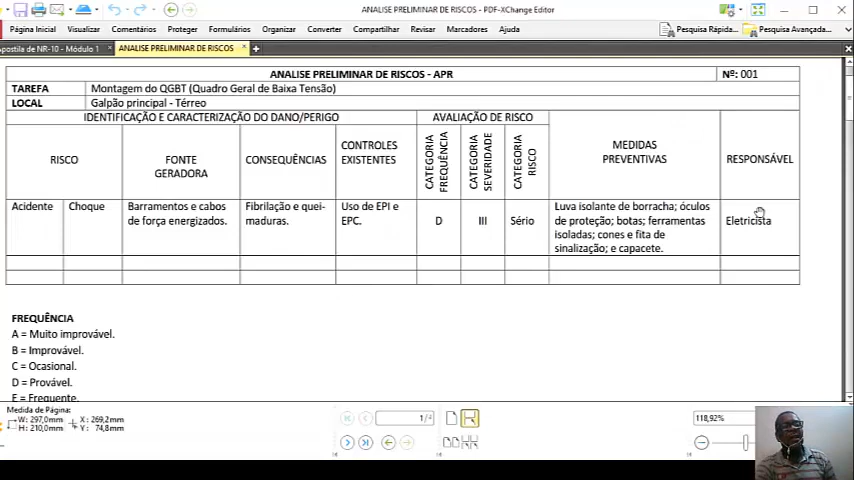 ANALISE PRELIMINAR DE RISCOS - PDF-XChange Editor
Página Inicial Visualizar Comentários Proteger Formulários Organizar Converter Compartilhar Revisar Marcadores Ajuda Pesquisa Rápida... Pesquisa Avançada...
Apostila de NR-10 - Módulo 1 ANALISE PRELIMINAR DE RISCOS
ANALISE PRELIMINAR DE RISCOS - APR Nº: 001
TAREFA Montagem do QGBT (Quadro Geral de Baixa Tensão)
LOCAL Galpão principal - Térreo
IDENTIFICAÇÃO E CARACTERIZAÇÃO DO DANO/PERIGO AVALIAÇÃO DE RISCO
RISCO
FONTE
GERADORA
CONSEQUÊNCIAS
CONTROLES
EXISTENTES
CATEGORIA
FREQUÊNCIA
CATEGORIA
SEVERIDADE
CATEGORIA
RISCO
MEDIDAS
PREVENTIVAS
RESPONSÁVEL
Acidente
Choque
Barramentos e cabos
de força energizados.
Fibrilação e quei-
maduras.
Uso de EPI e
EPC.
D
III
Sério
Luva isolante de borracha; óculos
de proteção; botas; ferramentas
isoladas; cones e fita de
sinalização; e capacete.
Eletricista
FREQUÊNCIA
A = Muito improvável.
B = Improvável.
C = Ocasional.
D = Provável.
E = Frequente.
Medida de Página:
W: 297,0mm X: 269,2mm
H: 210,0mm Y: 74,8mm
1/4
118,92%